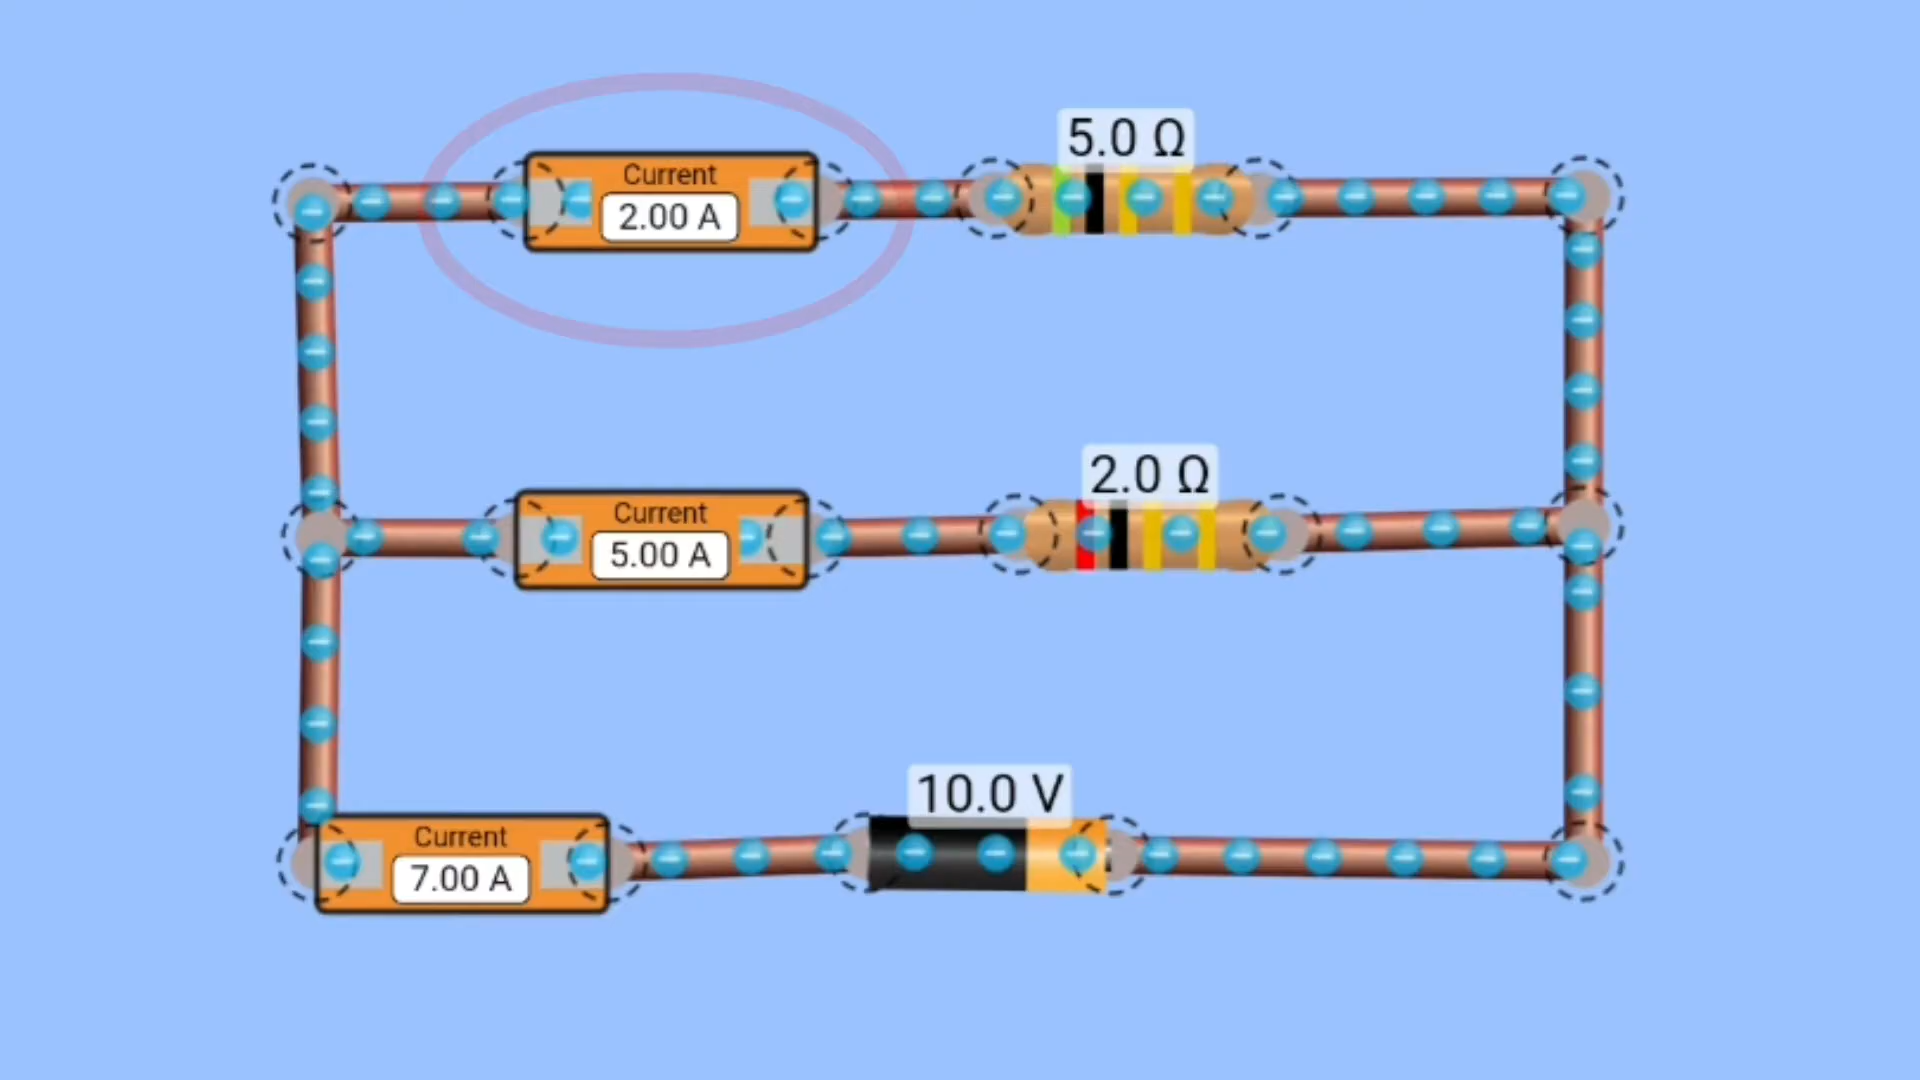 5.0 Ω
Current
2.00 A
2.0 Ω
Current
5.00 A
10.0 V
Current
7.00 A